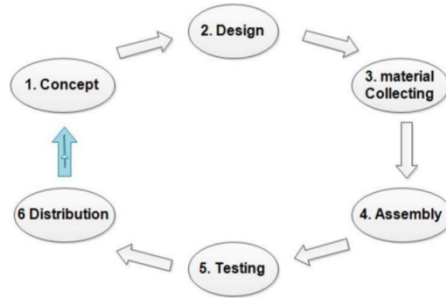 1. Concept
2. Design
3. material
Collecting
4. Assembly
5. Testing
6 Distribution